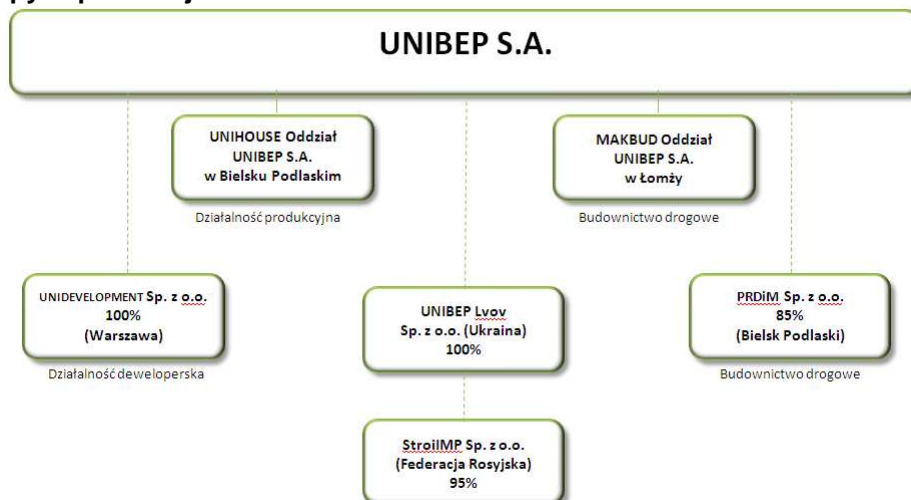 UNIBEP S.A.
UNIHOUSE Oddział
UNIBEP S.A.
w Bielsku Podlaskim
Działalność produkcyjna
MAKBUD Oddział
UNIBEP S.A.
w Łomży
Budownictwo drogowe
UNIDEVELOPMENT Sp. z o.o.
100%
(Warszawa)
Działalność deweloperska
UNIBEP Lvov
Sp. z o.o. (Ukraina)
100%
PRDiM Sp. z o.o.
85%
(Bielsk Podlaski)
Budownictwo drogowe
StroiIMP Sp. z o.o.
(Federacja Rosyjska)
95%